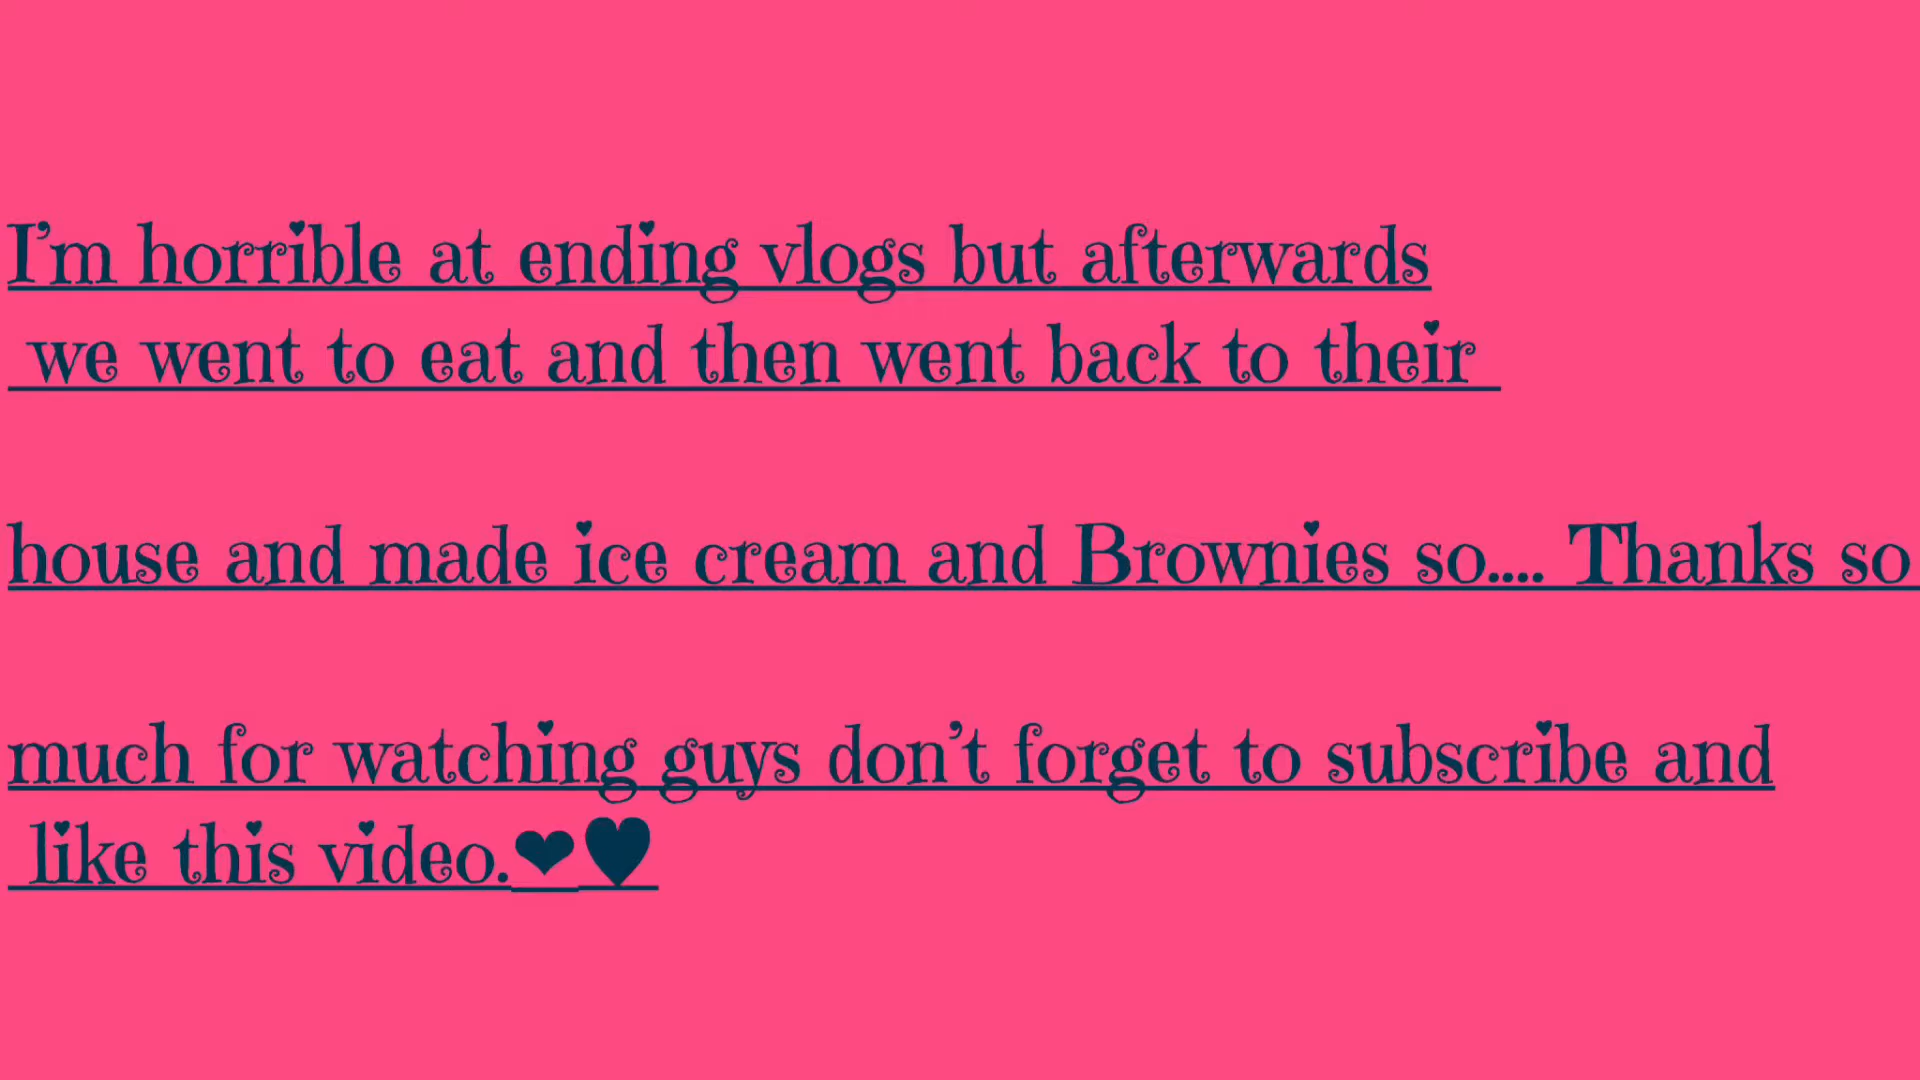 I'm horrible at ending vlogs but afterwards
we went to eat and then went back to their
house and made ice cream and Brownies so.... Thanks so
much for watching guys don't forget to subscribe and
like this video.❤♥